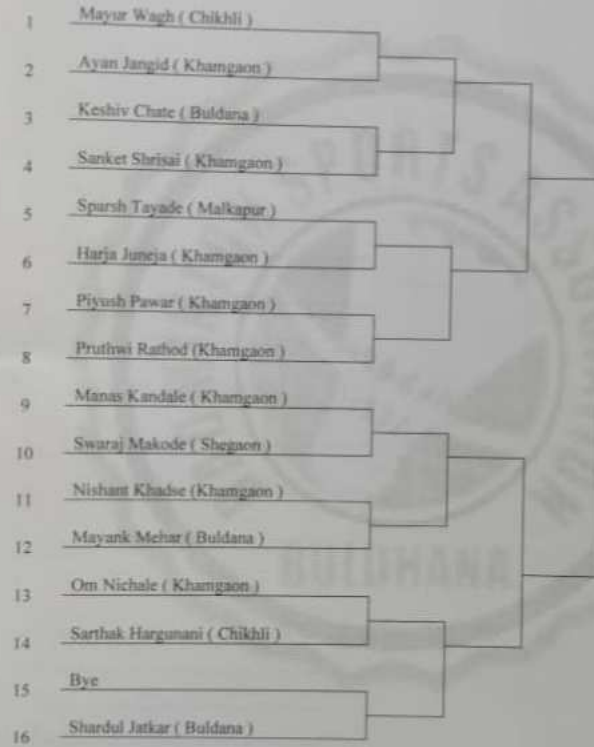 1 Mayur Wagh ( Chikhli )
2 Ayan Jangid ( Khamgaon )
3 Keshiv Chate ( Buldana )
4 Sanket Shrisai ( Khamgaon )
5 Sparsh Tayade ( Malkapur )
6 Harja Juneja ( Khamgaon )
7 Piyush Pawar ( Khamgaon )
8 Pruthwi Rathod (Khamgaon )
9 Manas Kandale ( Khamgaon )
10 Swaraj Makode ( Shegaon )
11 Nishant Khadse (Khamgaon )
12 Mayank Mehar ( Buldana )
13 Om Nichale ( Khamgaon )
14 Sarthak Hargunani ( Chikhli )
15 Bye
16 Shardul Jatkar ( Buldana )
SPORTS
BULDHANA